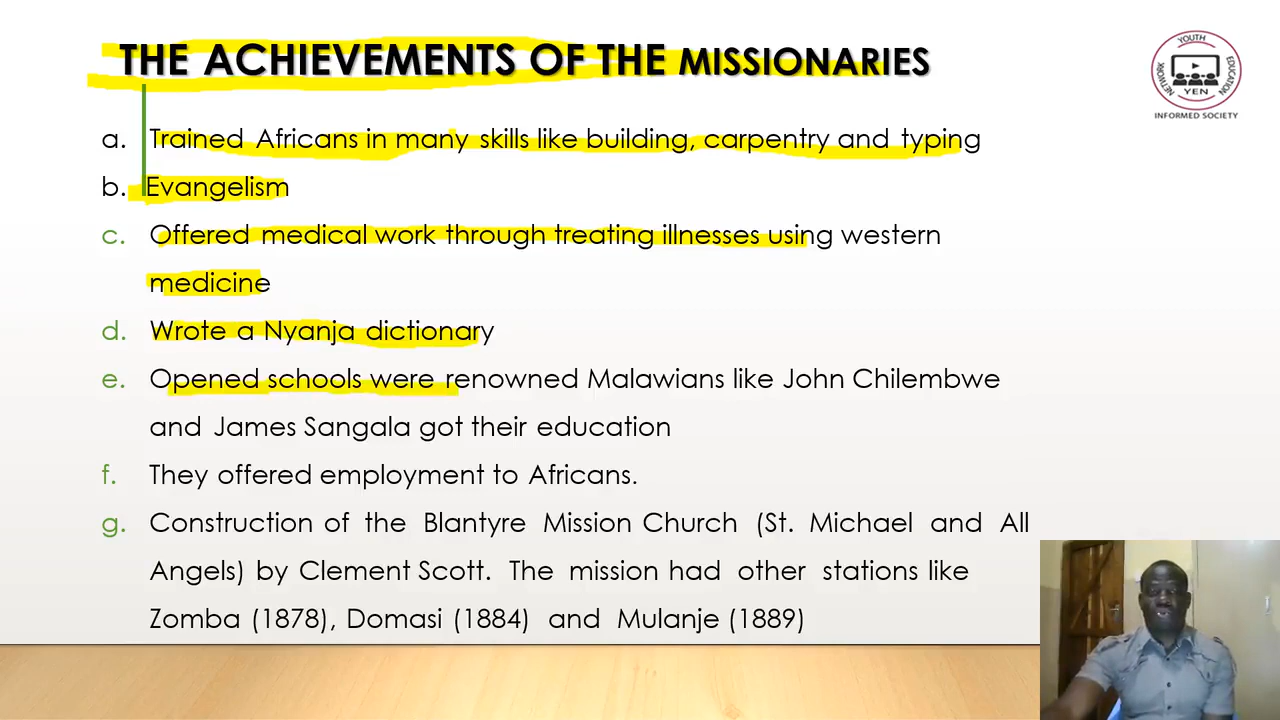 THE ACHIEVEMENTS OF THE MISSIONARIES
a. Trained Africans in many skills like building, carpentry and typing
b. Evangelism
c. Offered medical work through treating illnesses using western
medicine
d. Wrote a Nyanja dictionary
e. Opened schools were renowned Malawians like John Chilembwe
and James Sangala got their education
f. They offered employment to Africans.
g. Construction of the Blantyre Mission Church (St. Michael and All
Angels) by Clement Scott. The mission had other stations like
Zomba (1878), Domasi (1884) and Mulanje (1889)
YOUTH
EDUCATION
NETWORK
YEN
INFORMED SOCIETY